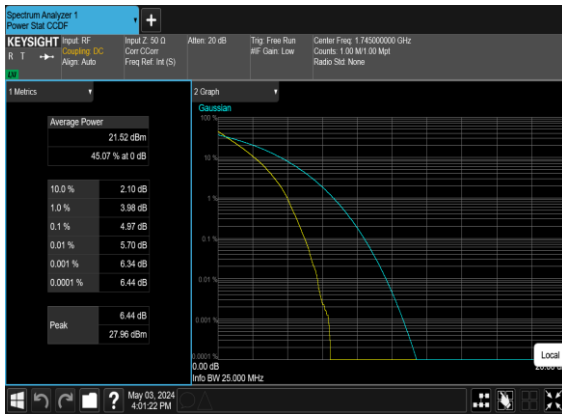 Spectrum Analyzer 1
Power Stat CCDF
KEYSIGHT
R T
Input: RF
Coupling: DC
Align: Auto
Input Z: 50 Ω
Corr CCorr
Freq Ref: Int (S)
Atten: 20 dB
Trig: Free Run
#IF Gain: Low
Center Freq: 1.745000000 GHz
Counts: 1.00 M/1.00 Mpt
Radio Std: None
1 Metrics
Average Power
21.52 dBm
45.07 % at 0 dB
10.0 % 2.10 dB
1.0 % 3.98 dB
0.1 % 4.97 dB
0.01 % 5.70 dB
0.001 % 6.34 dB
0.0001 % 6.44 dB
Peak
6.44 dB
27.96 dBm
2 Graph
Gaussian
100 %
10 %
1 %
0.1 %
0.01 %
0.001 %
0.0001 %
0.00 dB
Info BW 25.000 MHz
Local
?
May 03, 2024
4:01:22 PM